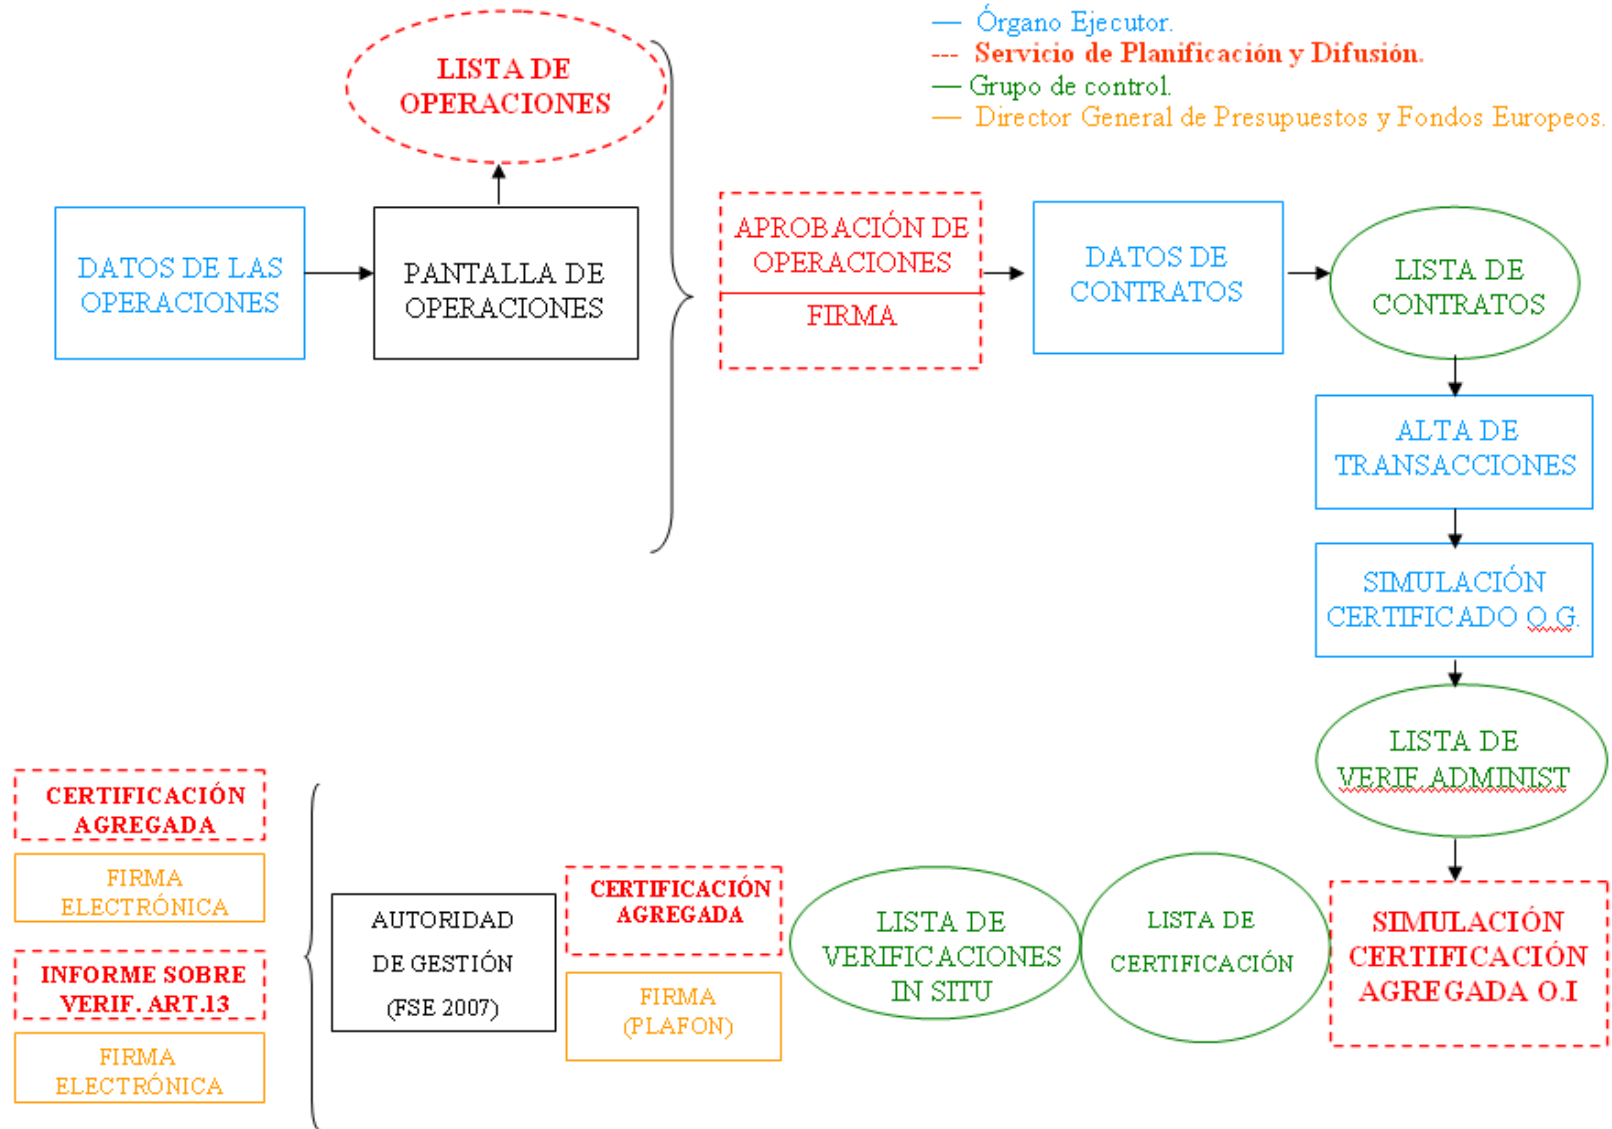 Órgano Ejecutor.
Servicio de Planificación y Difusión.
Grupo de control.
Director General de Presupuestos y Fondos Europeos.
LISTA DE
OPERACIONES
DATOS DE LAS
OPERACIONES
PANTALLA DE
OPERACIONES
APROBACIÓN DE
OPERACIONES
FIRMA
DATOS DE
CONTRATOS
LISTA DE
CONTRATOS
ALTA DE
TRANSACCIONES
SIMULACIÓN
CERTIFICADO O.G.
LISTA DE
VERIF.ADMINIST
SIMULACIÓN
CERTIFICACIÓN
AGREGADA O.I
LISTA DE
CERTIFICACIÓN
LISTA DE
VERIFICACIONES
IN SITU
CERTIFICACIÓN
AGREGADA
FIRMA
(PLAFON)
AUTORIDAD
DE GESTIÓN
(FSE 2007)
CERTIFICACIÓN
AGREGADA
FIRMA
ELECTRÓNICA
INFORME SOBRE
VERIF. ART.13
FIRMA
ELECTRÓNICA